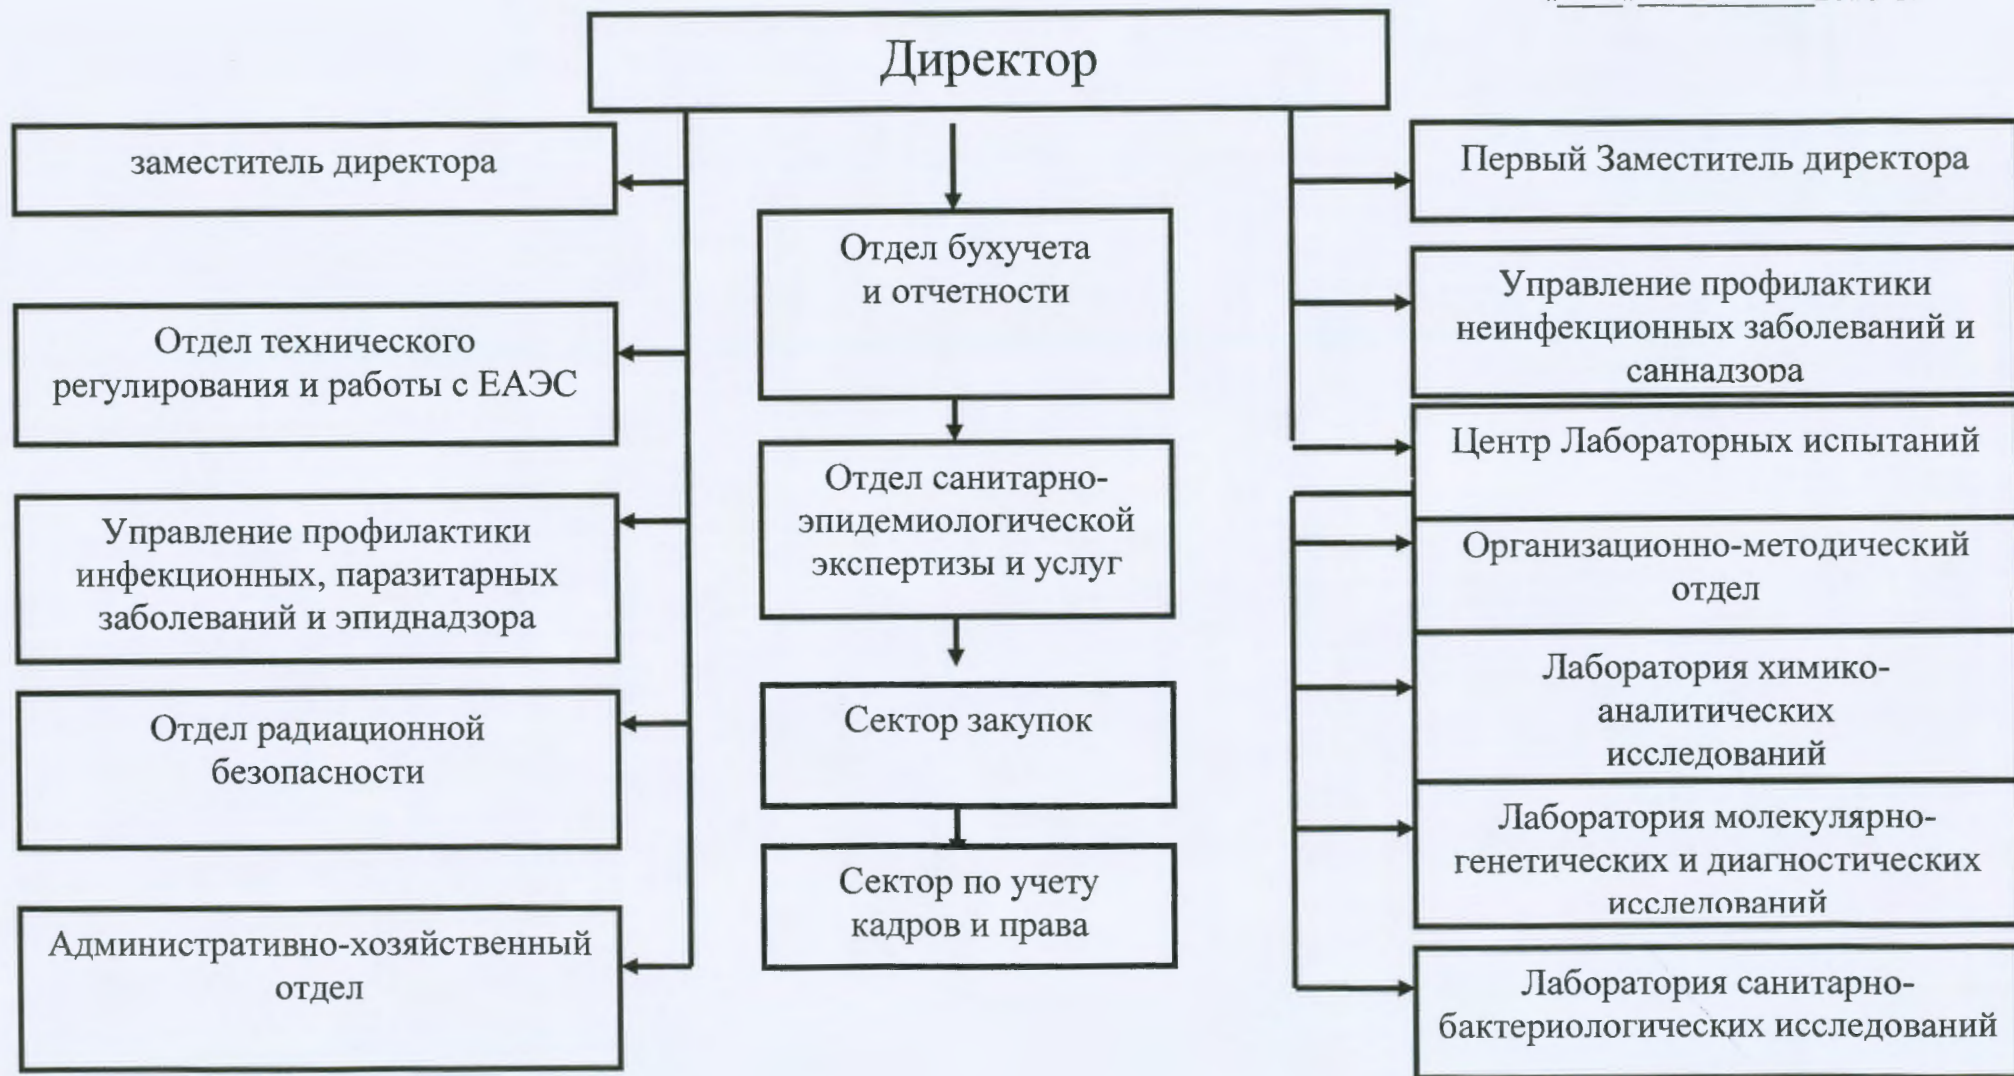 Директор
заместитель директора
Отдел технического
регулирования и работы с ЕАЭС
Управление профилактики
инфекционных, паразитарных
заболеваний и эпиднадзора
Отдел радиационной
безопасности
Административно-хозяйственный
отдел
Отдел бухучета
и отчетности
Отдел санитарно-
эпидемиологической
экспертизы и услуг
Сектор закупок
Сектор по учету
кадров и права
Первый Заместитель директора
Управление профилактики
неинфекционных заболеваний и
саннадзора
Центр Лабораторных испытаний
Организационно-методический
отдел
Лаборатория химико-
аналитических
исследований
Лаборатория молекулярно-
генетических и диагностических
исследований
Лаборатория санитарно-
бактериологических исследований